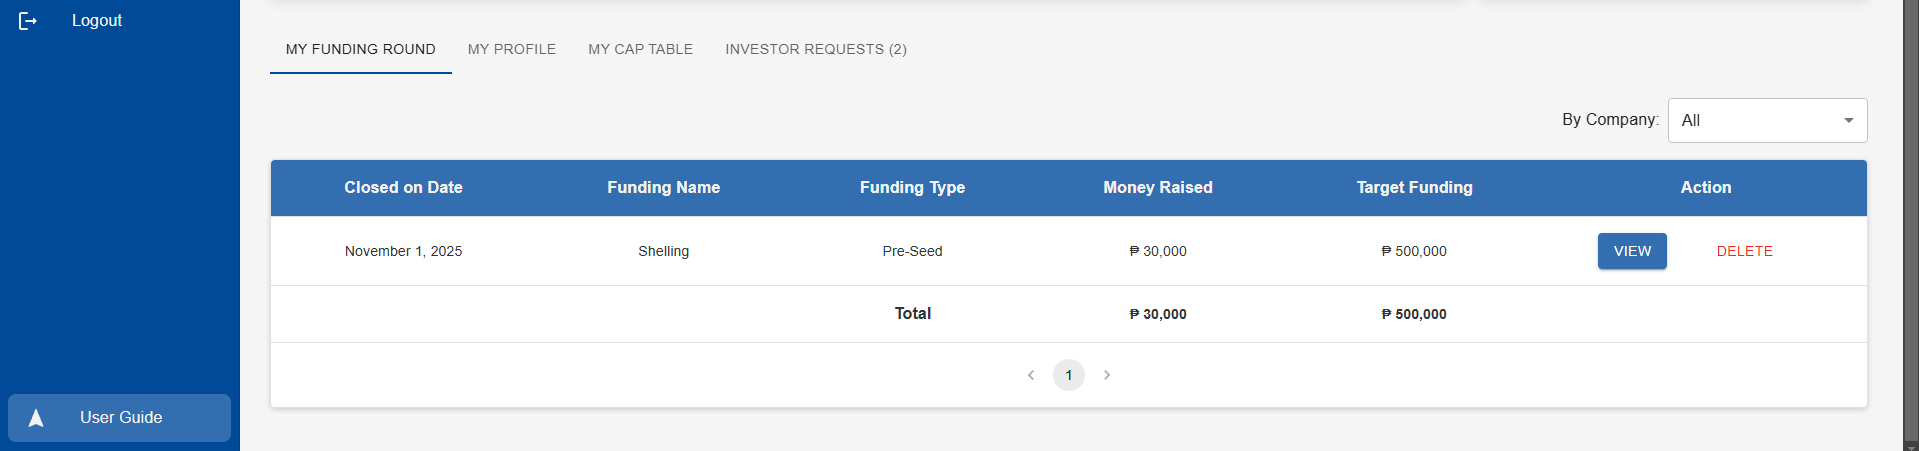 Logout
MY FUNDING ROUND MY PROFILE MY CAP TABLE INVESTOR REQUESTS (2)
By Company: All
Closed on Date Funding Name Funding Type Money Raised Target Funding Action
November 1, 2025 Shelling Pre-Seed ₱ 30,000 ₱ 500,000 VIEW DELETE
Total ₱ 30,000 ₱ 500,000
1
User Guide